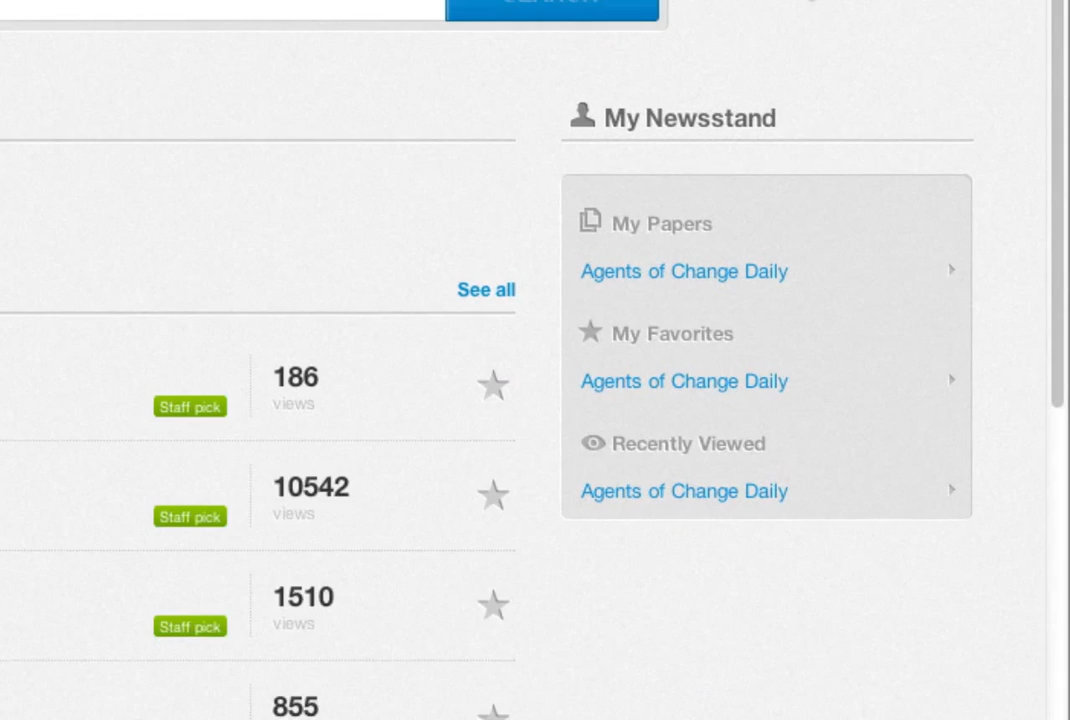 SEARCH
My Newsstand
My Papers
Agents of Change Daily
See all
My Favorites
186
views
Staff pick
Agents of Change Daily
Recently Viewed
10542
views
Staff pick
Agents of Change Daily
1510
views
Staff pick
855